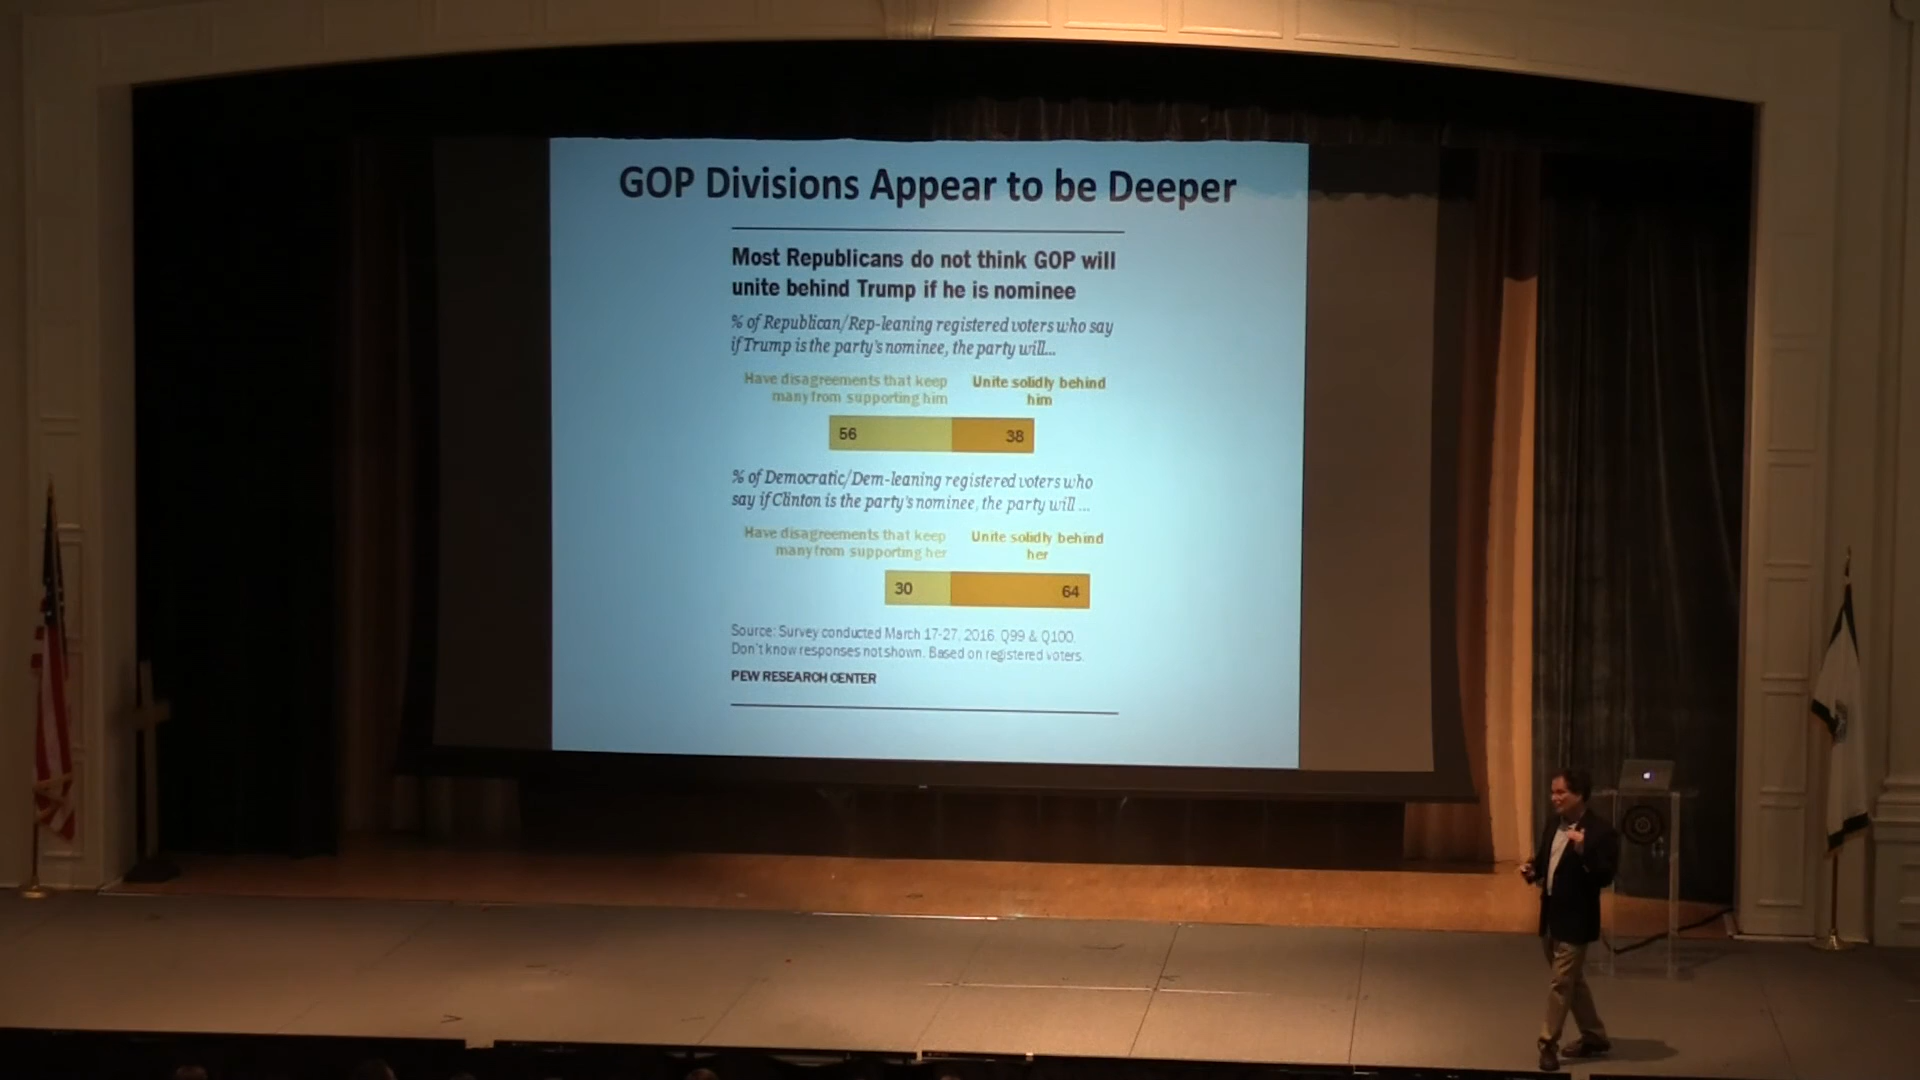 GOP Divisions Appear to be Deeper
Most Republicans do not think GOP will
unite behind Trump if he is nominee
% of Republican/Rep-leaning registered voters who say
if Trump is the party's nominee, the party will...
Have disagreements that keep
many from supporting him
Unite solidly behind
him
56
38
% of Democratic/Dem-leaning registered voters who
say if Clinton is the party's nominee, the party will ...
Have disagreements that keep
many from supporting her
Unite solidly behind
her
30
64
Source: Survey conducted March 17-27, 2016. Q99 & Q100.
Don't know responses not shown. Based on registered voters.
PEW RESEARCH CENTER